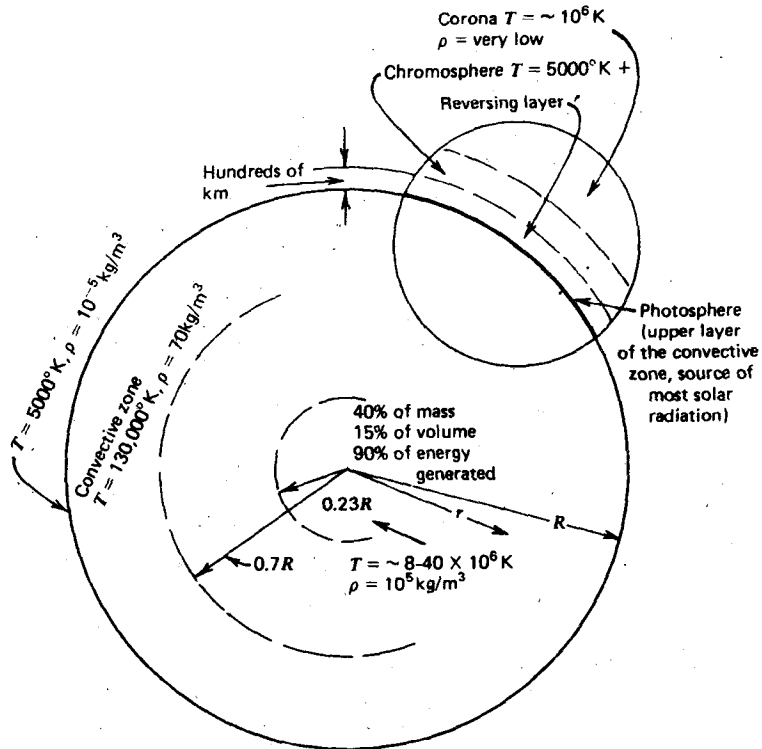 Corona T = ~ 10⁶ K
ρ = very low
Chromosphere T = 5000°K +
Reversing layer
Hundreds of
km
T = 5000°K, ρ = 10⁻⁵ kg/m³
Convective zone
T = 130,000°K, ρ = 70kg/m³
Photosphere
(upper layer
of the convective
zone, source of
most solar
radiation)
40% of mass
15% of volume
90% of energy
generated
0.23R
r
R
0.7R
T = ~ 8-40 X 10⁶ K
ρ = 10⁵ kg/m³